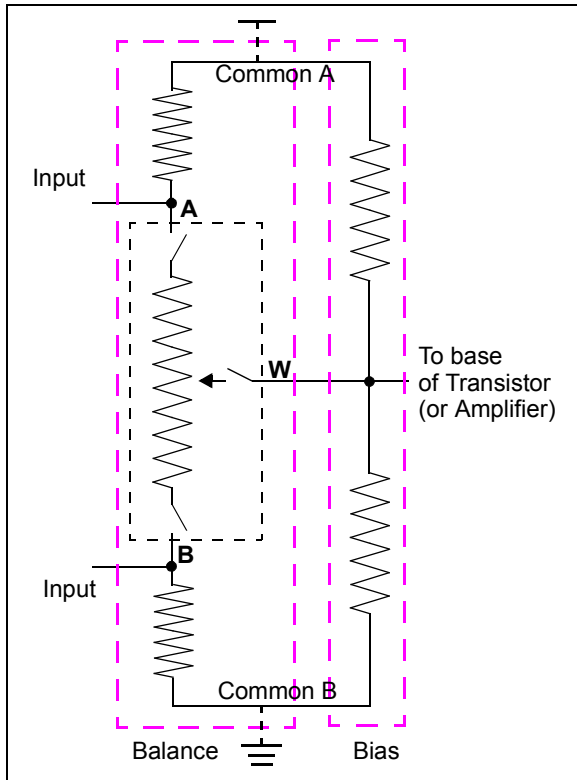 Common A
Input
A
W
To base
of Transistor
(or Amplifier)
B
Input
Common B
Balance
Bias